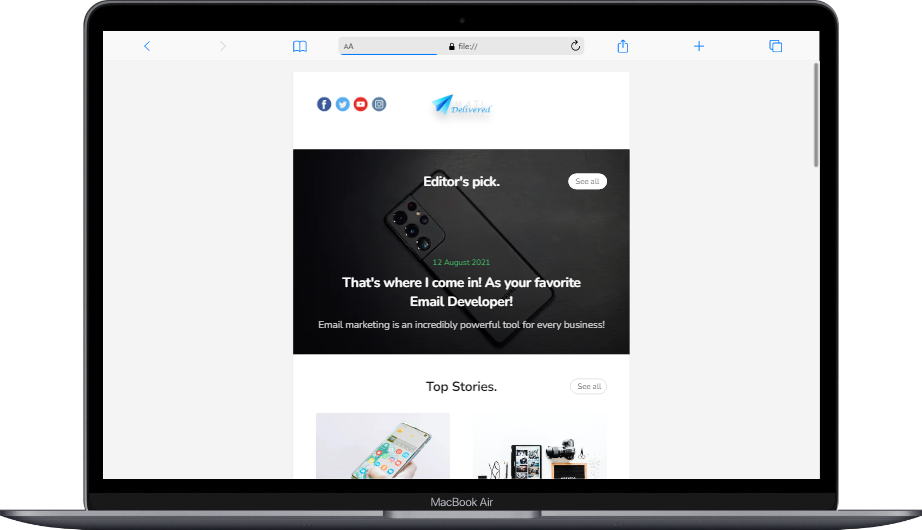 AA
file://
Delivered
Editor's pick.
See all
12 August 2021
That's where I come in! As your favorite
Email Developer!
Email marketing is an incredibly powerful tool for every business!
Top Stories.
See all
MacBook Air